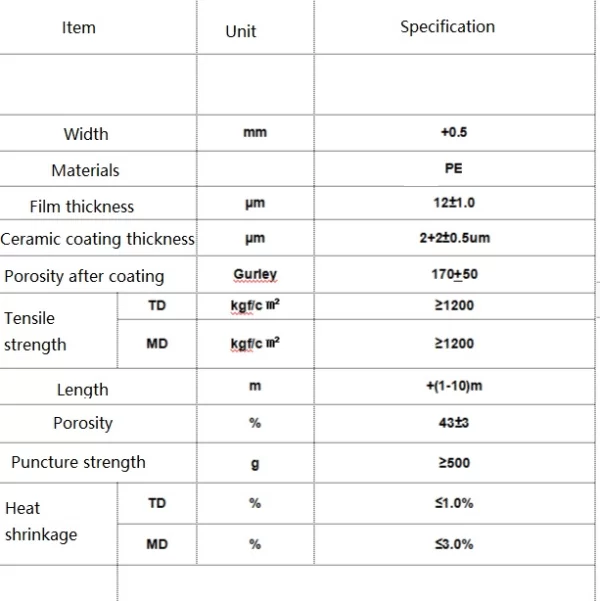 Item Unit Specification
Width mm +0.5
Materials PE
Film thickness μm 12±1.0
Ceramic coating thickness μm 2+2±0.5um
Porosity after coating Gurley 170±50
Tensile strength TD kgf/c m² ≥1200
MD kgf/c m² ≥1200
Length m +(1-10)m
Porosity % 43±3
Puncture strength g ≥500
Heat shrinkage TD % ≤1.0%
MD % ≤3.0%